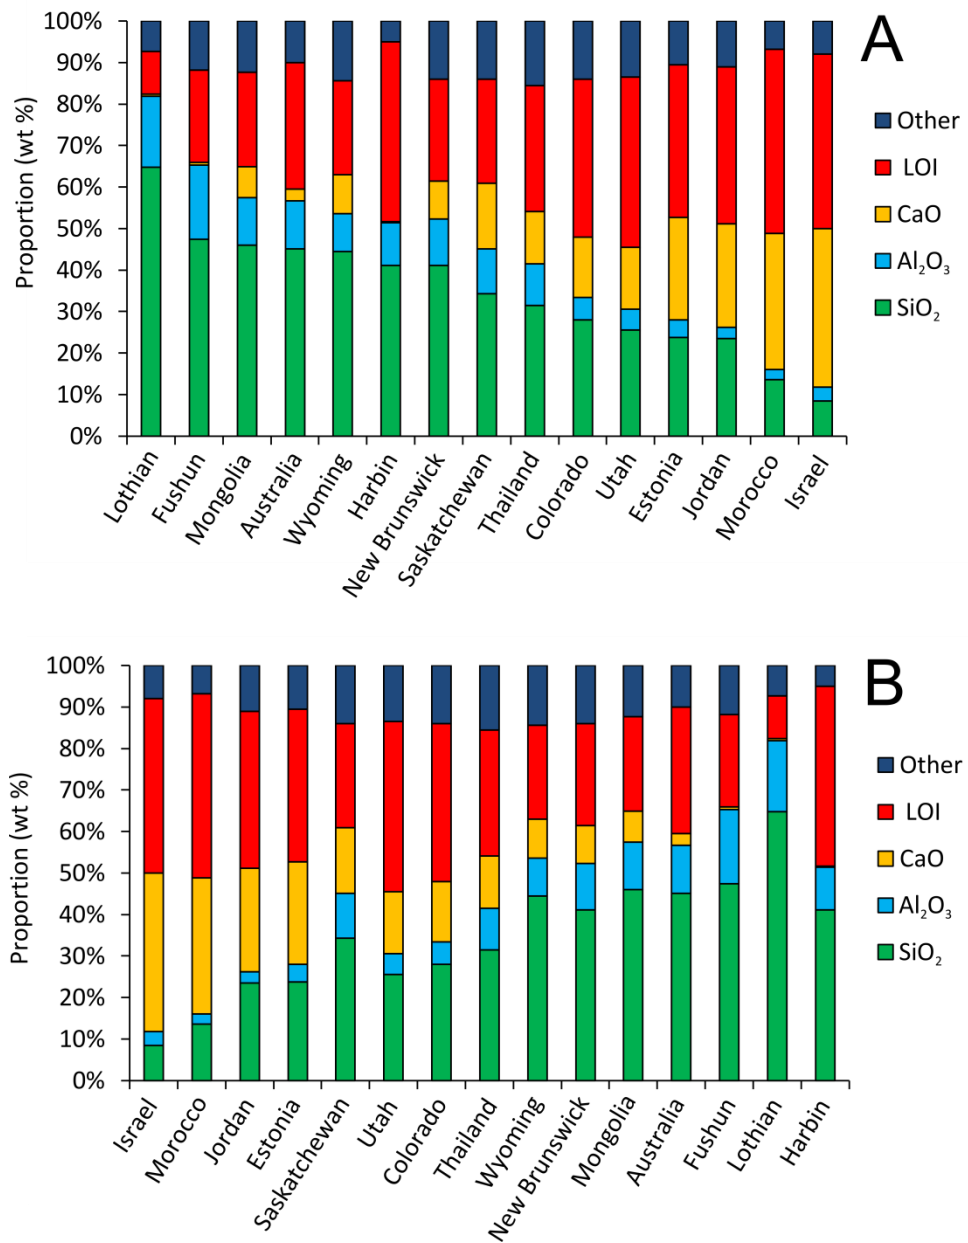 A
Proportion (wt %)
100%
90%
80%
70%
60%
50%
40%
30%
20%
10%
0%
Lothian
Fushun
Mongolia
Australia
Wyoming
Harbin
New Brunswick
Saskatchewan
Thailand
Colorado
Utah
Estonia
Jordan
Morocco
Israel
Other
LOI
CaO
Al₂O₃
SiO₂
B
Proportion (wt %)
100%
90%
80%
70%
60%
50%
40%
30%
20%
10%
0%
Israel
Morocco
Jordan
Estonia
Saskatchewan
Utah
Colorado
Thailand
Wyoming
New Brunswick
Mongolia
Australia
Fushun
Lothian
Harbin
Other
LOI
CaO
Al₂O₃
SiO₂